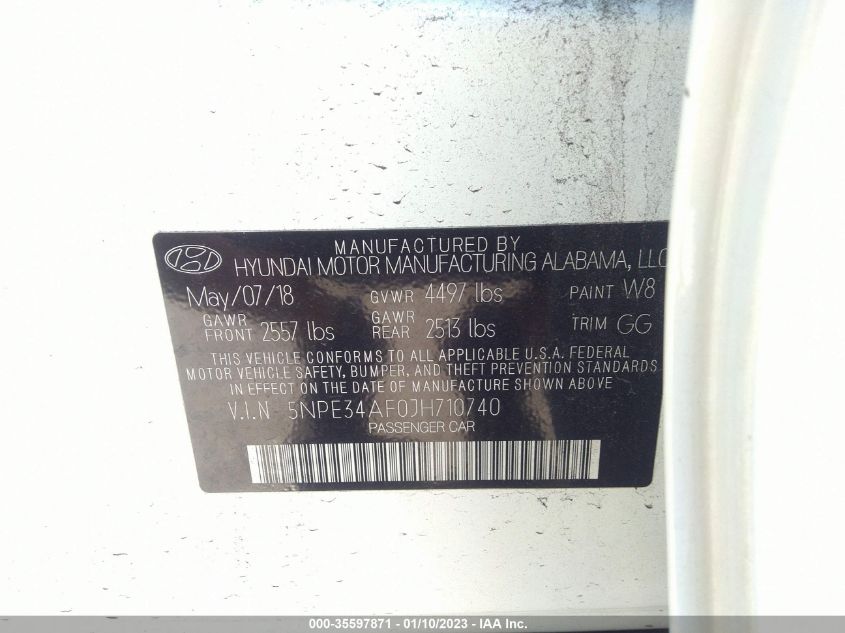 MANUFACTURED BY
HYUNDAI MOTOR MANUFACTURING ALABAMA, LLC
May/07/18 GVWR 4497 lbs PAINT W8
GAWR FRONT 2557 lbs GAWR REAR 2513 lbs TRIM GG
THIS VEHICLE CONFORMS TO ALL APPLICABLE U.S.A. FEDERAL
MOTOR VEHICLE SAFETY, BUMPER, AND THEFT PREVENTION STANDARDS
IN EFFECT ON THE DATE OF MANUFACTURE SHOWN ABOVE.
V.I.N 5NPE34AF0JH710740
PASSENGER CAR
000-35597871 - 01/10/2023 - IAA Inc.